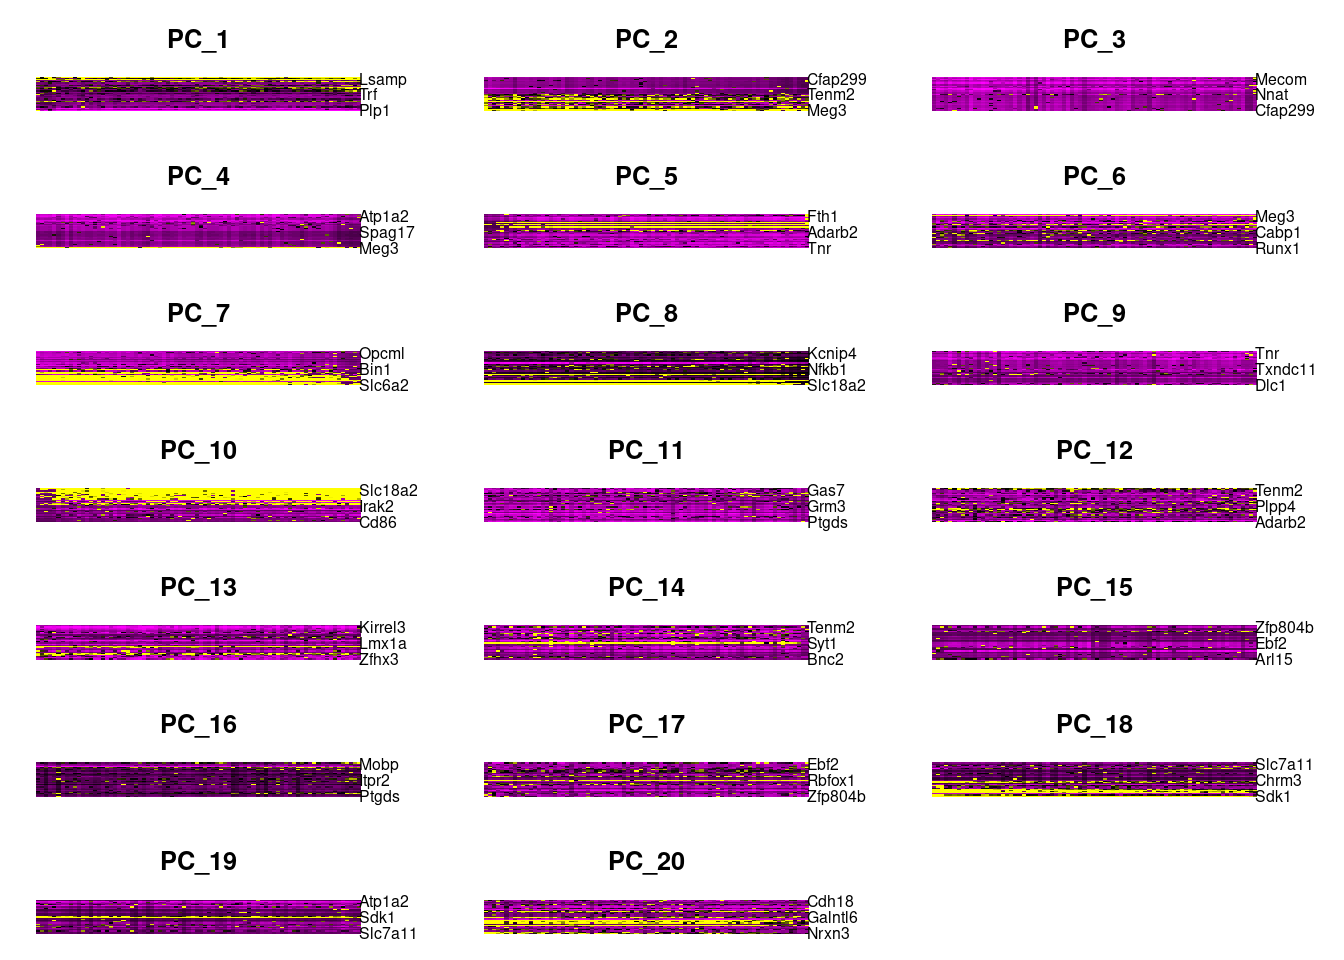 PC_1
Lsamp
Trf
Plp1
PC_2
Cfap299
Tenm2
Meg3
PC_3
Mecom
Nnat
Cfap299
PC_4
Atp1a2
Spag17
Meg3
PC_5
Fth1
Adarb2
Tnr
PC_6
Meg3
Cabp1
Runx1
PC_7
Opcml
Bin1
Slc6a2
PC_8
Kcnip4
Nfkb1
Slc18a2
PC_9
Tnr
Txndc11
Dlc1
PC_10
Slc18a2
Irak2
Cd86
PC_11
Gas7
Grm3
Ptgds
PC_12
Tenm2
Plpp4
Adarb2
PC_13
Kirrel3
Lmx1a
Zfhx3
PC_14
Tenm2
Syt1
Bnc2
PC_15
Zfp804b
Ebf2
Arl15
PC_16
Mobp
Itpr2
Ptgds
PC_17
Ebf2
Rbfox1
Zfp804b
PC_18
Slc7a11
Chrm3
Sdk1
PC_19
Atp1a2
Sdk1
Slc7a11
PC_20
Cdh18
Galntl6
Nrxn3